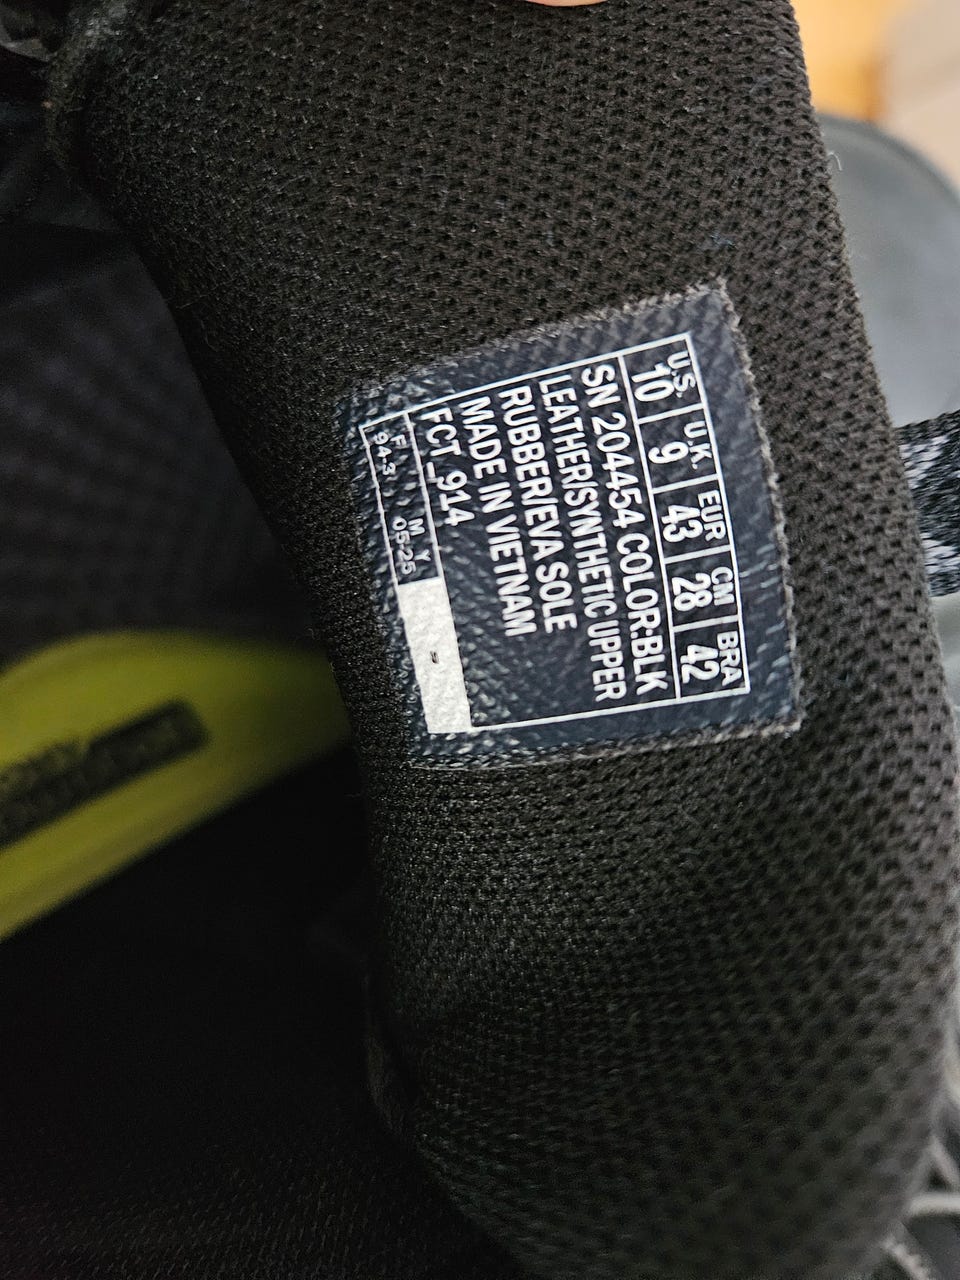 U.S. U.K. EUR CM BRA
10 9 43 28 42
SN 204454 COLOR:BLK
LEATHER/SYNTHETIC UPPER
RUBBER/EVA SOLE
MADE IN VIETNAM
FCT_914
F. M Y
94-3 05-25